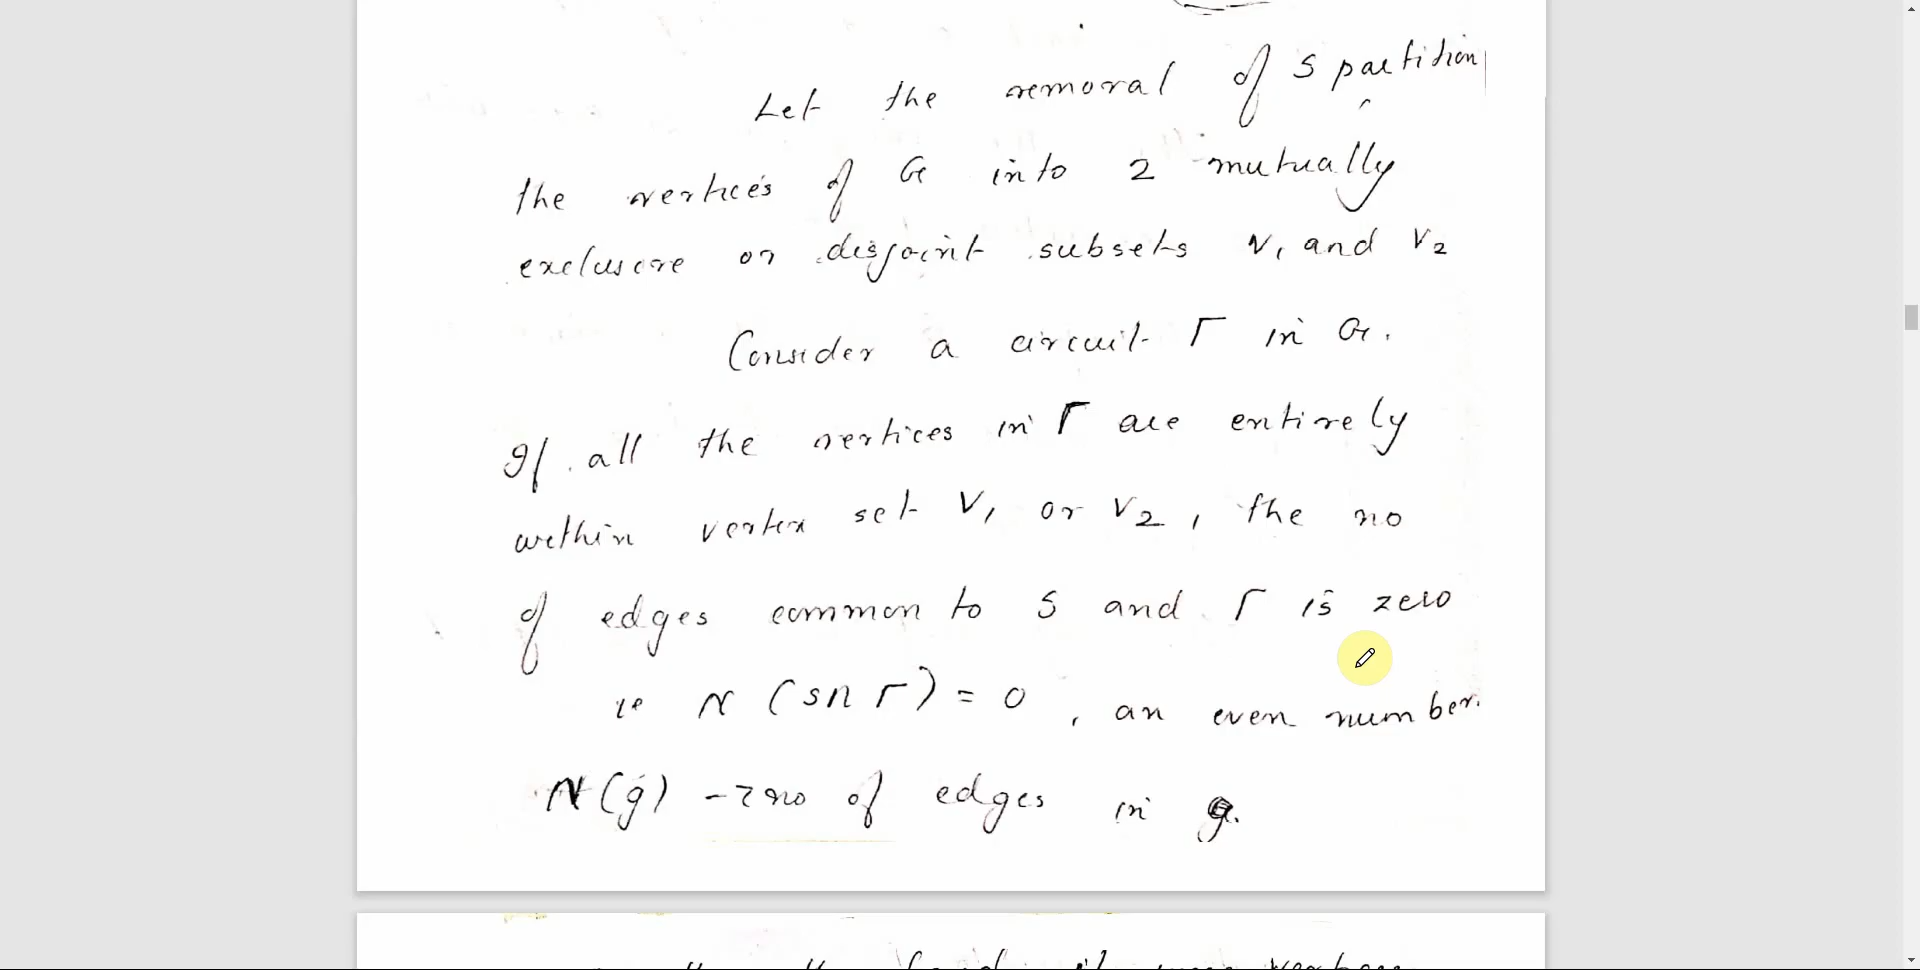 Let the removal of S partition
the vertices of G into 2 mutually
exclusive or disjoint subsets V1 and V2
Consider a circuit Γ in G.
If all the vertices in Γ are entirely
within vertex set V1 or V2, the no
of edges common to S and Γ is zero
ie N (S∩Γ) = 0, an even number.
N(g) → no of edges in g.